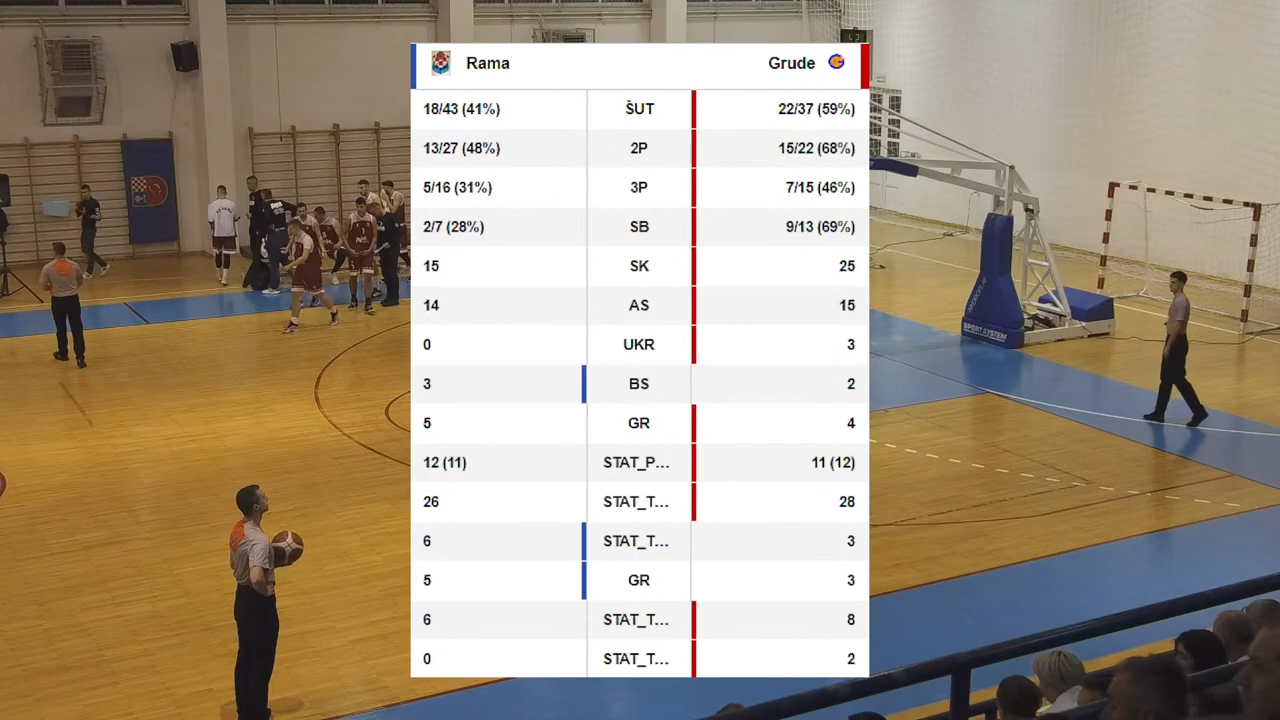 Rama Grude
18/43 (41%) ŠUT 22/37 (59%)
13/27 (48%) 2P 15/22 (68%)
5/16 (31%) 3P 7/15 (46%)
2/7 (28%) SB 9/13 (69%)
15 SK 25
14 AS 15
0 UKR 3
3 BS 2
5 GR 4
12 (11) STAT_P... 11 (12)
26 STAT_T... 28
6 STAT_T... 3
5 GR 3
6 STAT_T... 8
0 STAT_T... 2
SPORT SYSTEM